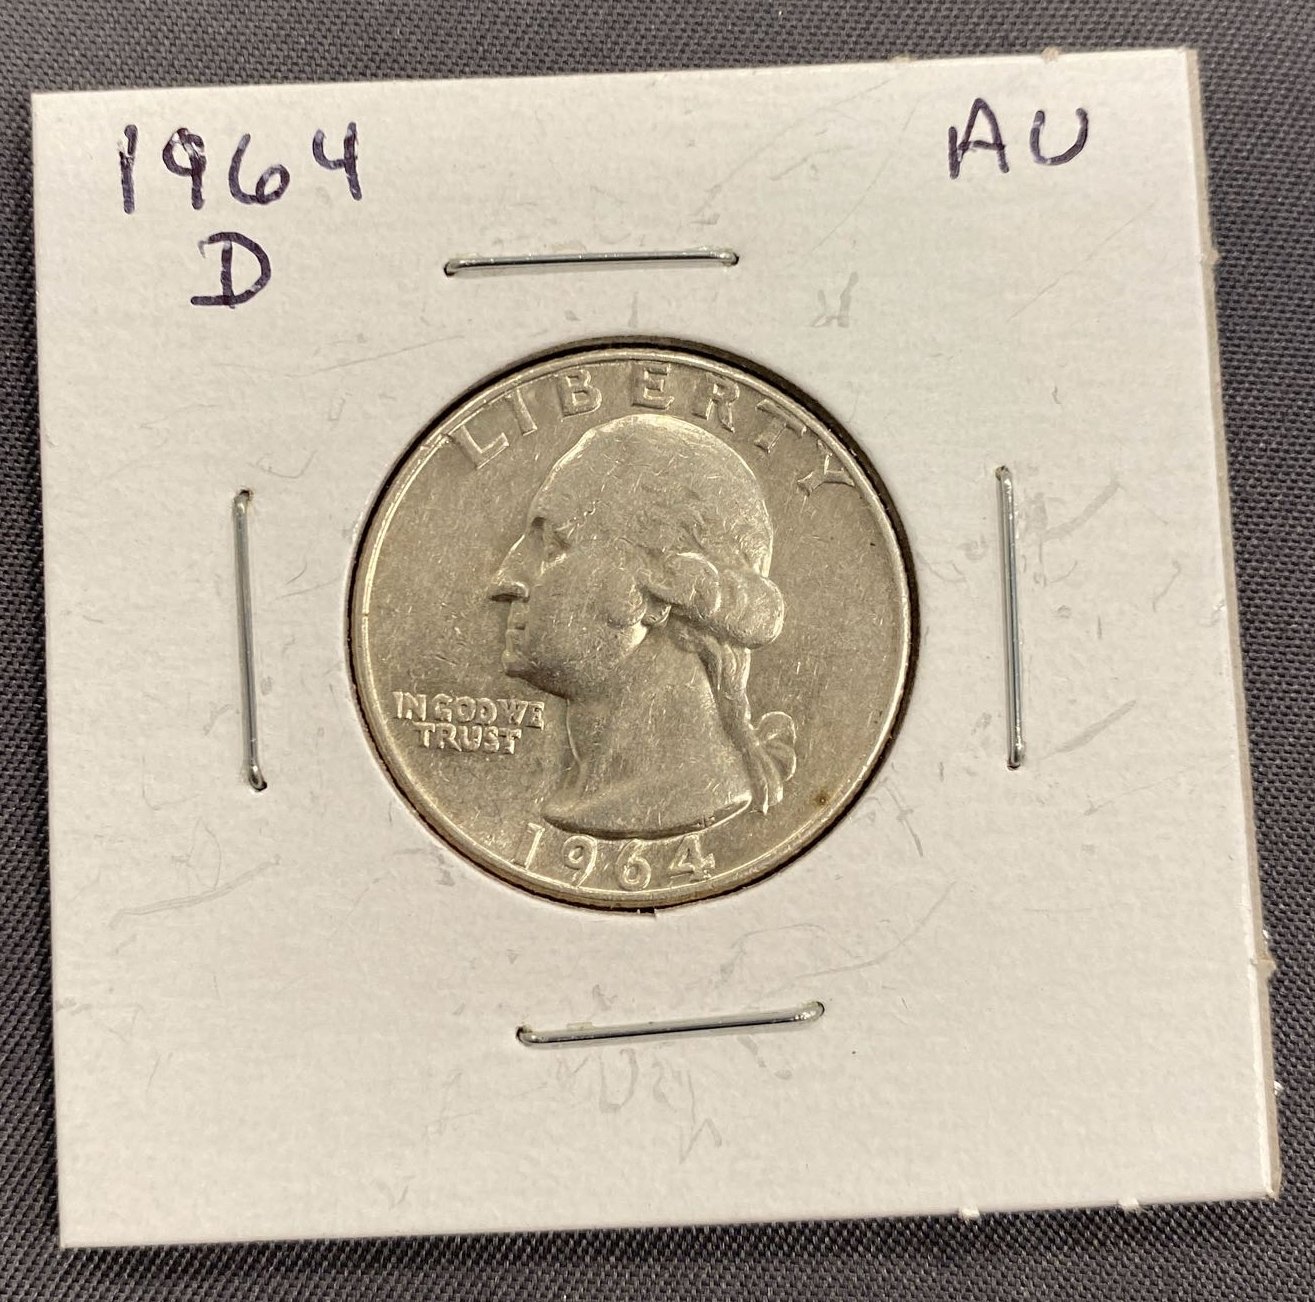 1964 AU
D
LIBERTY
IN GOD WE
TRUST
1964